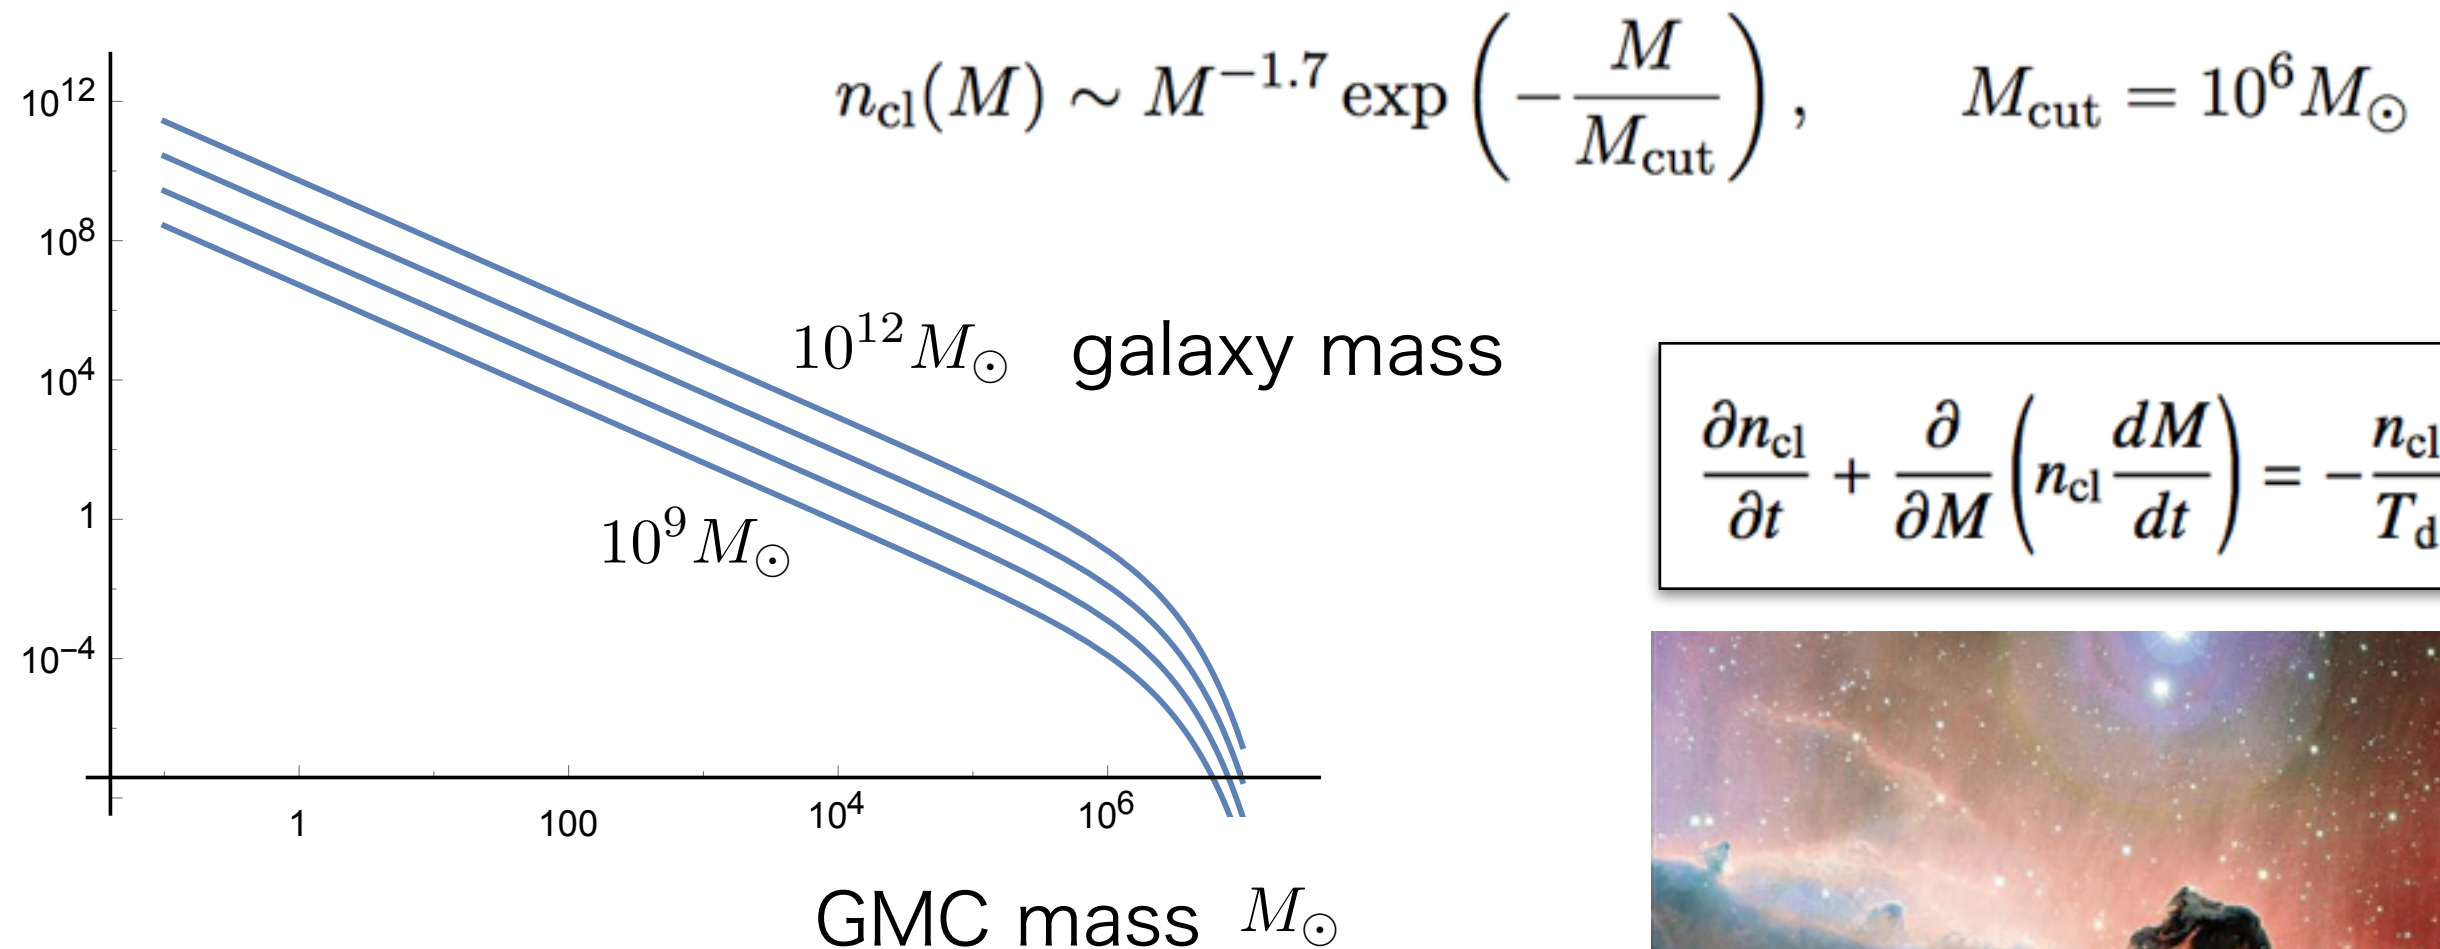 n_cl(M) ∼ M^{−1.7} exp(−M/M_cut),   M_cut = 10^6 M_⊙
10^12
10^8
10^4
1
10^−4
10^12 M_⊙ galaxy mass
10^9 M_⊙
∂n_cl/∂t + ∂/∂M (n_cl dM/dt) = − n_cl/T_d
1 100 10^4 10^6
GMC mass M_⊙